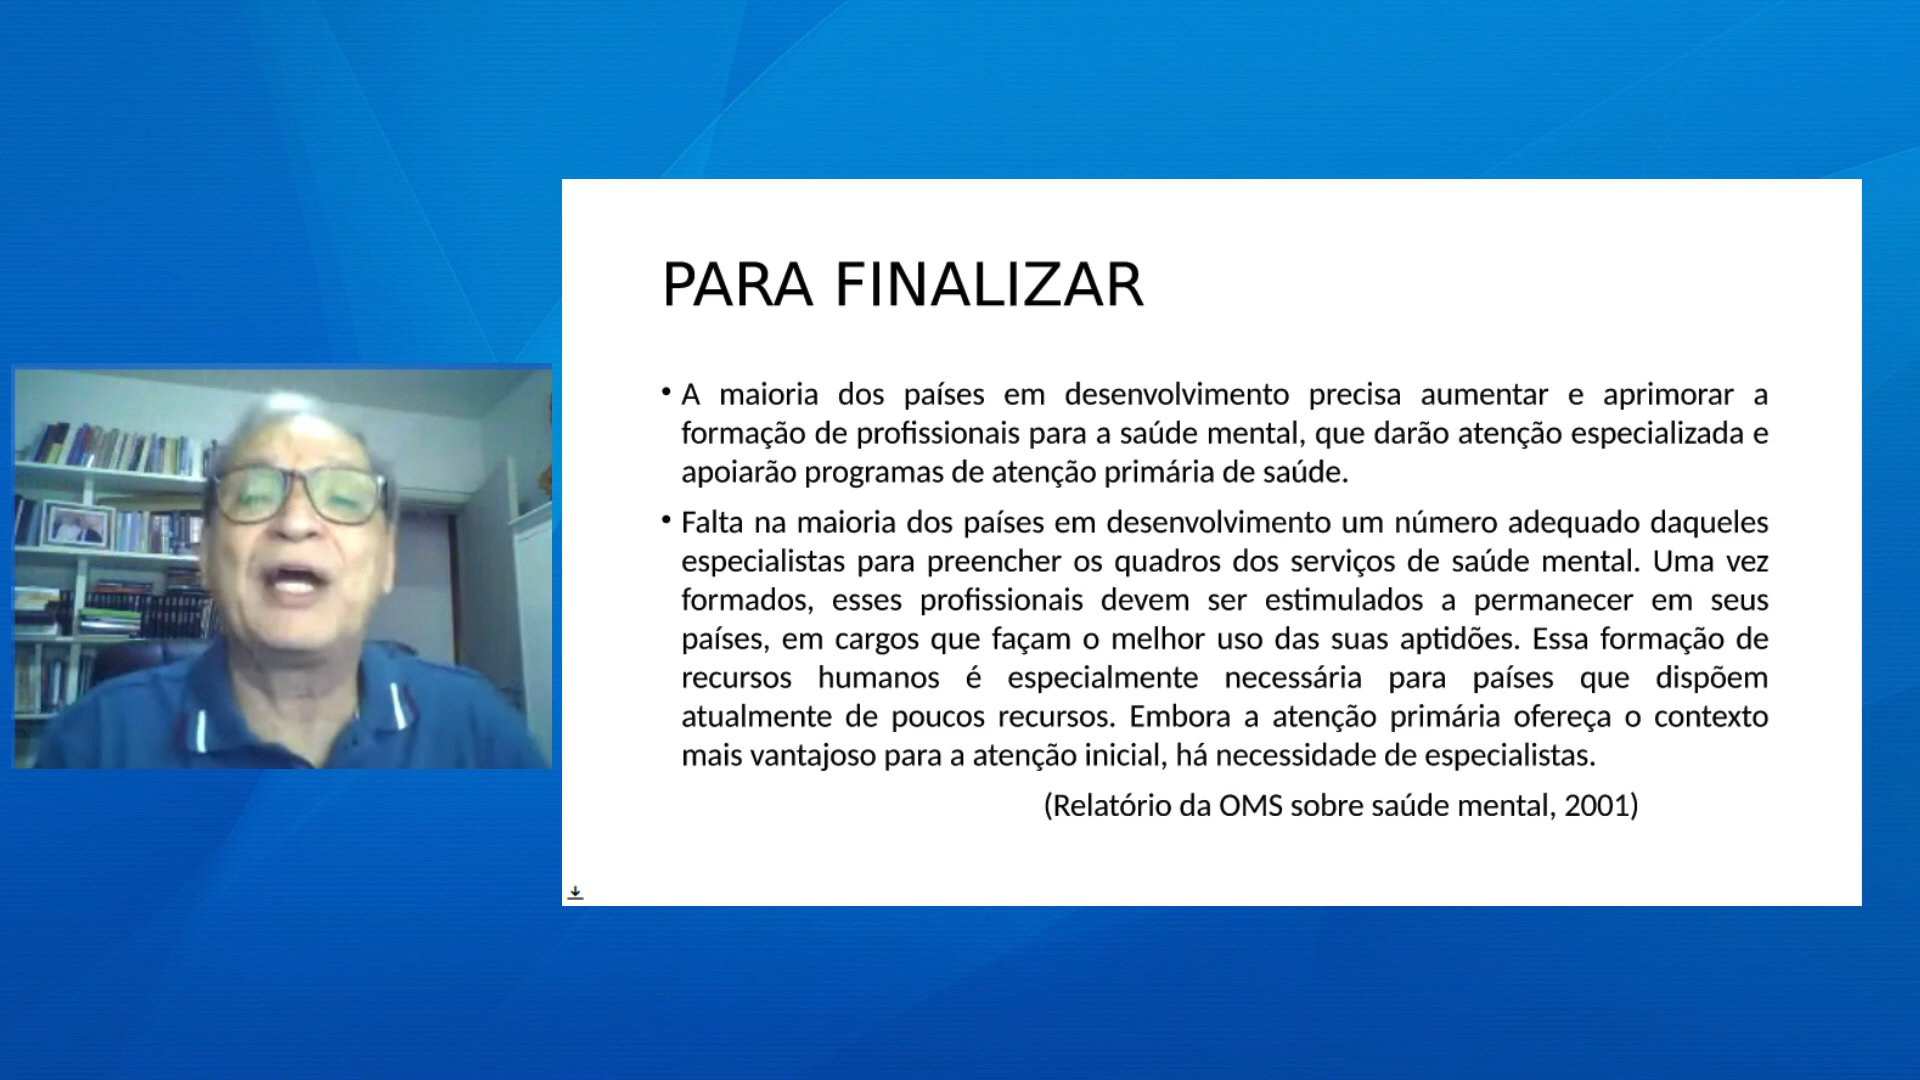 PARA FINALIZAR
• A maioria dos países em desenvolvimento precisa aumentar e aprimorar a
formação de profissionais para a saúde mental, que darão atenção especializada e
apoiarão programas de atenção primária de saúde.
• Falta na maioria dos países em desenvolvimento um número adequado daqueles
especialistas para preencher os quadros dos serviços de saúde mental. Uma vez
formados, esses profissionais devem ser estimulados a permanecer em seus
países, em cargos que façam o melhor uso das suas aptidões. Essa formação de
recursos humanos é especialmente necessária para países que dispõem
atualmente de poucos recursos. Embora a atenção primária ofereça o contexto
mais vantajoso para a atenção inicial, há necessidade de especialistas.
(Relatório da OMS sobre saúde mental, 2001)